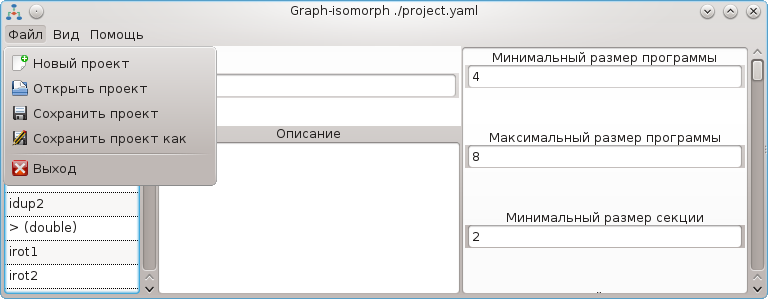 Graph-isomorph ./project.yaml
Файл Вид Помощь
Новый проект
Открыть проект
Сохранить проект
Сохранить проект как
Выход
idup2
> (double)
irot1
irot2
Описание
Минимальный размер программы
4
Максимальный размер программы
8
Минимальный размер секции
2